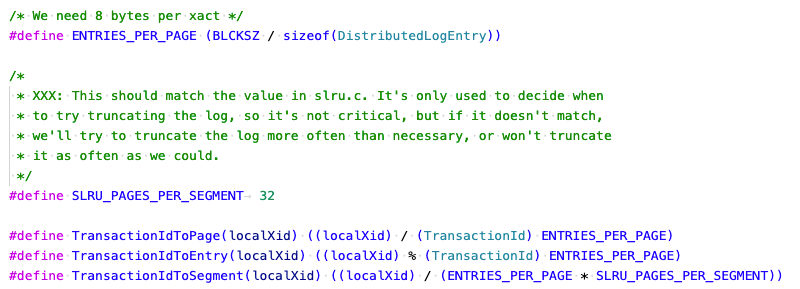 /* We need 8 bytes per xact */
#define ENTRIES_PER_PAGE (BLCKSZ / sizeof(DistributedLogEntry))
/*
* XXX: This should match the value in slru.c. It's only used to decide when
* to try truncating the log, so it's not critical, but if it doesn't match,
* we'll try to truncate the log more often than necessary, or won't truncate
* it as often as we could.
*/
#define SLRU_PAGES_PER_SEGMENT 32
#define TransactionIdToPage(localXid) ((localXid) / (TransactionId) ENTRIES_PER_PAGE)
#define TransactionIdToEntry(localXid) ((localXid) % (TransactionId) ENTRIES_PER_PAGE)
#define TransactionIdToSegment(localXid) ((localXid) / (ENTRIES_PER_PAGE * SLRU_PAGES_PER_SEGMENT))